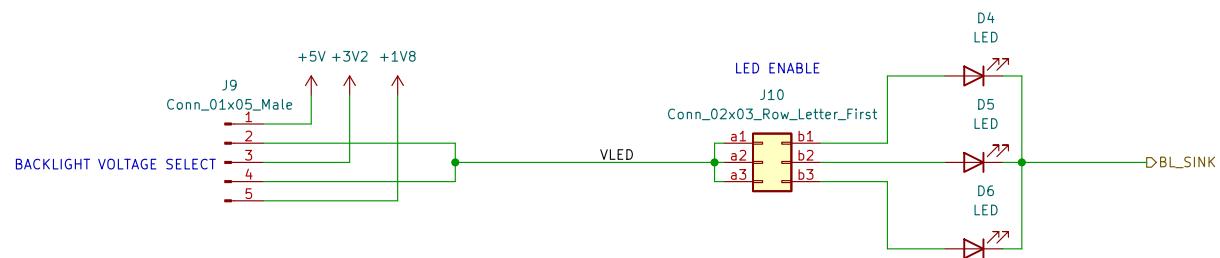 D4
LED
+5V +3V2 +1V8
LED ENABLE
J9
Conn_01x05_Male
J10
Conn_02x03_Row_Letter_First
D5
LED
1
2
3
4
5
BACKLIGHT VOLTAGE SELECT
VLED
a1 b1
a2 b2
a3 b3
BL_SINK
D6
LED